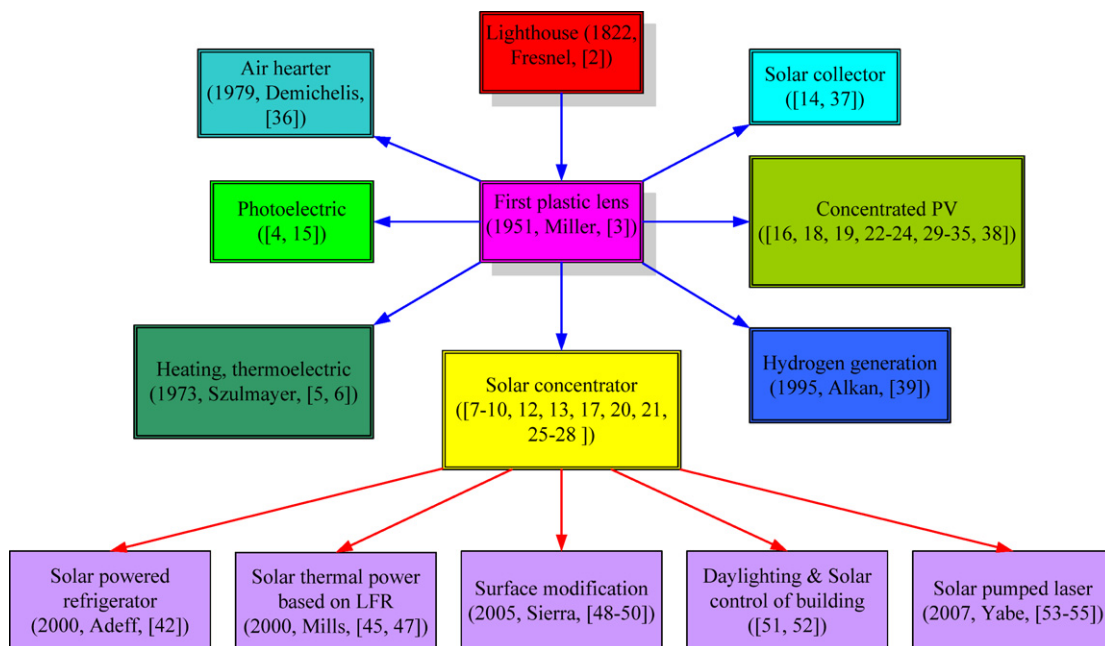 Lighthouse (1822,
Fresnel, [2])
Air hearter
(1979, Demichelis,
[36])
Solar collector
([14, 37])
Photoelectric
([4, 15])
First plastic lens
(1951, Miller, [3])
Concentrated PV
([16, 18, 19, 22-24, 29-35, 38])
Heating, thermoelectric
(1973, Szulmayer, [5, 6])
Solar concentrator
([7-10, 12, 13, 17, 20, 21,
25-28 ])
Hydrogen generation
(1995, Alkan, [39])
Solar powered
refrigerator
(2000, Adeff, [42])
Solar thermal power
based on LFR
(2000, Mills, [45, 47])
Surface modification
(2005, Sierra, [48-50])
Daylighting & Solar
control of building
([51, 52])
Solar pumped laser
(2007, Yabe, [53-55])